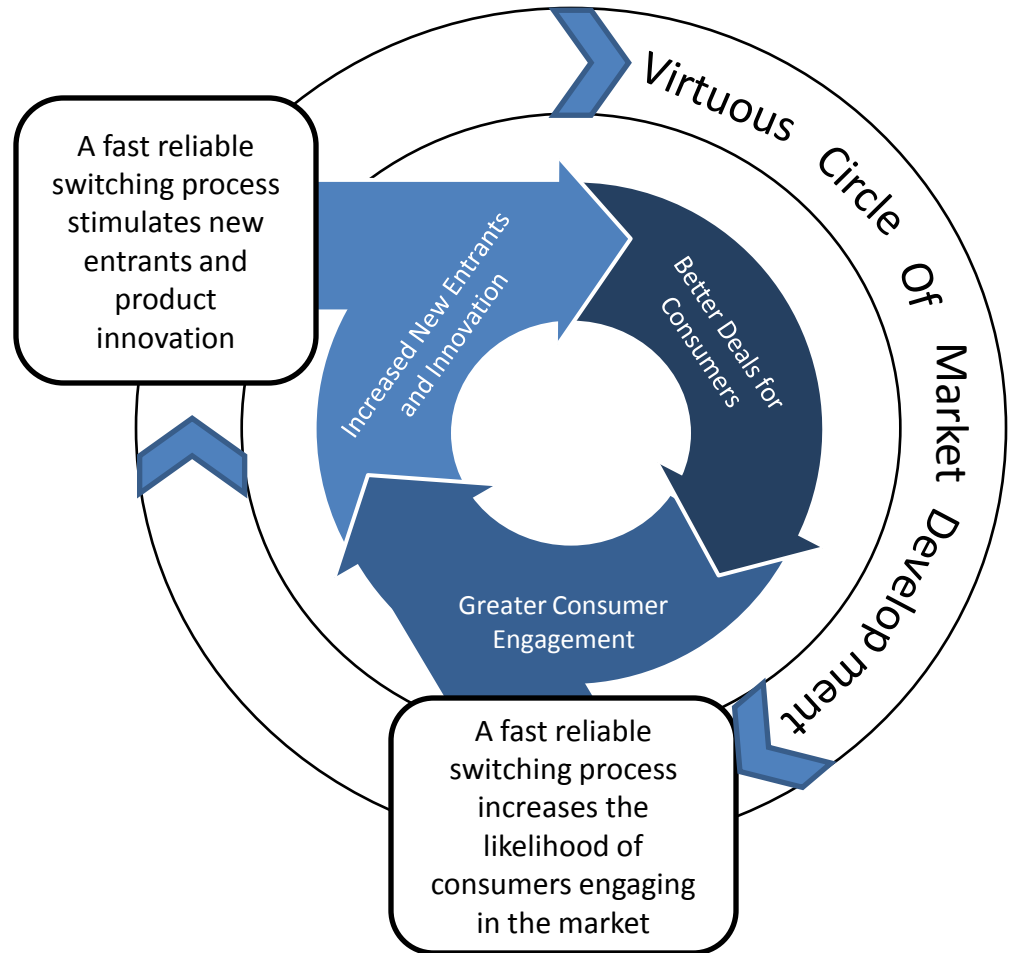 Virtuous Circle Of Market Development
A fast reliable
switching process
stimulates new
entrants and
product
innovation
Increased New Entrants
and Innovation
Better Deals for
Consumers
Greater Consumer
Engagement
A fast reliable
switching process
increases the
likelihood of
consumers engaging
in the market